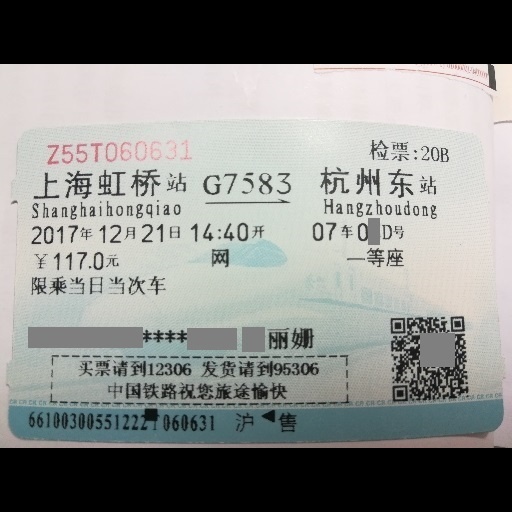 Z55T060631
检票:20B
上海虹桥站 G7583 杭州东站
Shanghaihongqiao Hangzhoudong
2017年12月21日 14:40开 07车0 D号
￥117.0元 网 一等座
限乘当日当次车
**** 丽姗
买票请到12306 发货请到95306
中国铁路祝您旅途愉快
6610030055122 060631 沪 售